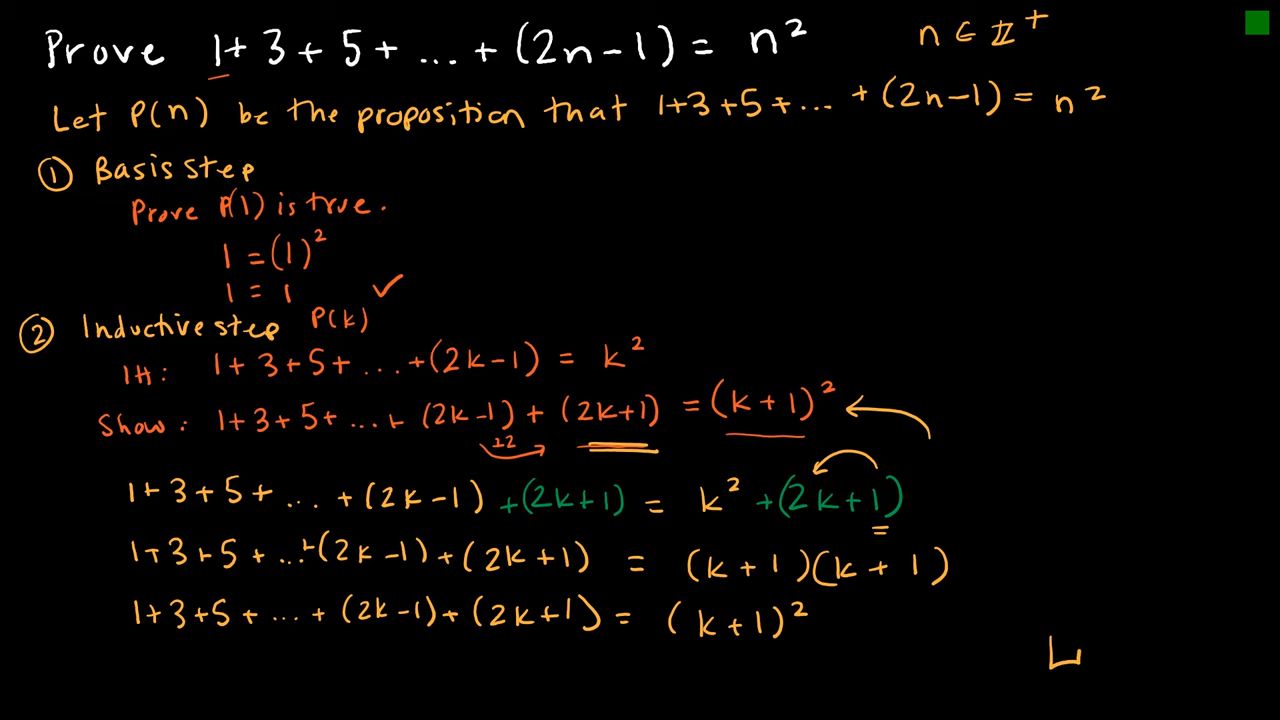 Prove 1+3+5+...+(2n-1) = n² n ∈ ℤ⁺
Let P(n) be the proposition that 1+3+5+...+(2n-1) = n²
① Basis step
Prove P(1) is true.
1 = (1)²
1 = 1 ✓
② Inductive step P(k)
IH: 1+3+5+...+(2k-1) = k²
Show: 1+3+5+...+(2k-1)+(2k+1) = (k+1)²
+2
1+3+5+...+(2k-1)+(2k+1) = k²+(2k+1)
1+3+5+...+(2k-1)+(2k+1) = (k+1)(k+1)
1+3+5+...+(2k-1)+(2k+1) = (k+1)²